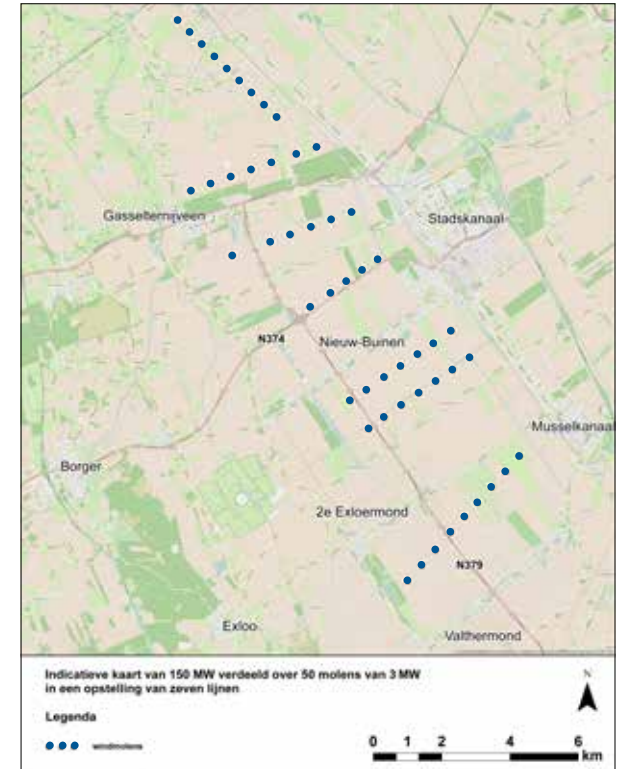 Gasselternijveen
Stadskanaal
N374
Nieuw-Buinen
Musselkanaal
Borger
2e Exloermond
N379
Exloo
Valthermond
Indicatieve kaart van 150 MW verdeeld over 50 molens van 3 MW
in een opstelling van zeven lijnen
N
Legenda
windmolens
0 1 2 4 6
km